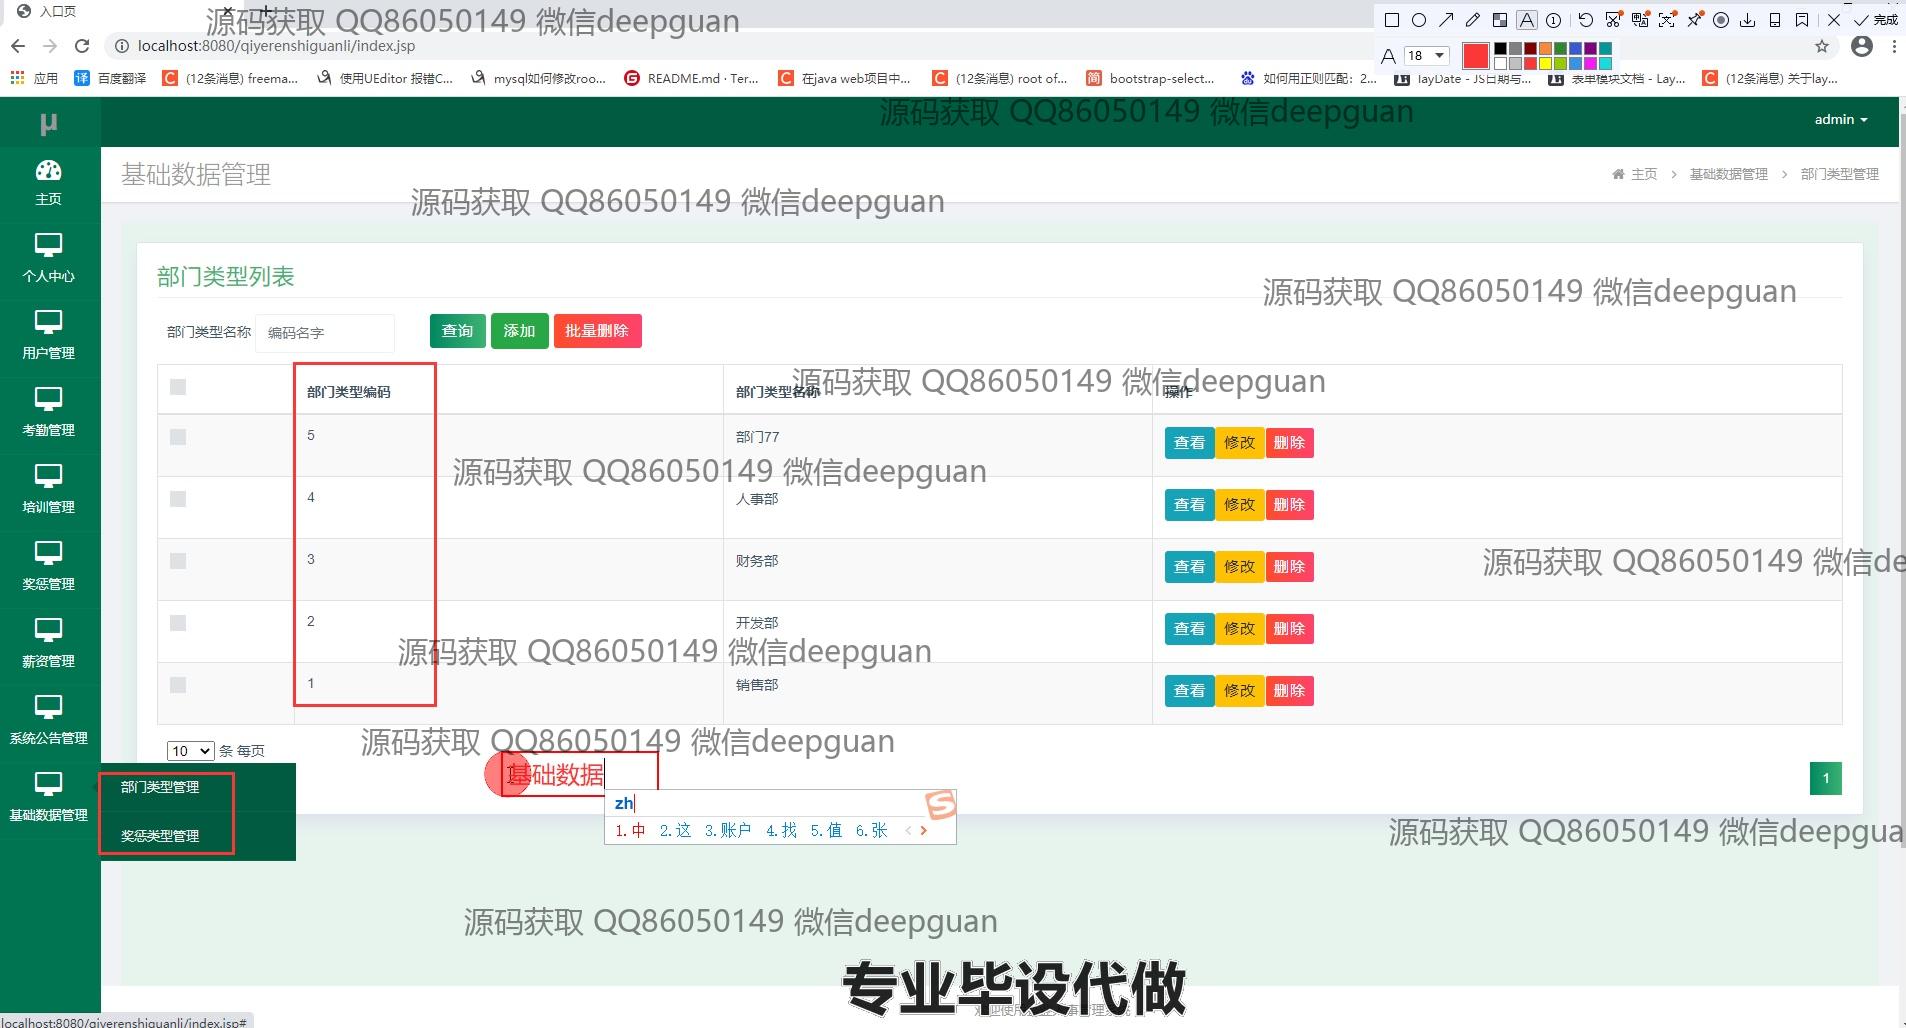 入口页
源码获取 QQ86050149 微信deepguan
完成
localhost:8080/qiyerenshiguanli/index.jsp
A 18
应用
译 百度翻译
C (12条消息) freema...
使用UEditor 报错C...
mysql如何修改roo...
G README.md · Ter...
C 在java web项目中...
C (12条消息) root of...
简 bootstrap-select...
如何用正则匹配：2...
layDate - JS日期与...
表单模块文档 - Lay...
C (12条消息) 关于lay...
源码获取 QQ86050149 微信deepguan
μ
admin
主页
基础数据管理
主页 > 基础数据管理 > 部门类型管理
源码获取 QQ86050149 微信deepguan
个人中心
部门类型列表
源码获取 QQ86050149 微信deepguan
用户管理
部门类型名称 编码名字 查询 添加 批量删除
源码获取 QQ86050149 微信deepguan
部门类型编码 部门类型名称 操作
考勤管理
5 部门77 查看 修改 删除
源码获取 QQ86050149 微信deepguan
4 人事部 查看 修改 删除
培训管理
3 财务部 查看 修改 删除
源码获取 QQ86050149 微信de
奖惩管理
2 开发部 查看 修改 删除
源码获取 QQ86050149 微信deepguan
薪资管理
1 销售部 查看 修改 删除
系统公告管理
源码获取 QQ86050149 微信deepguan
10 条 每页
基础数据
1
部门类型管理
基础数据管理
zh
1.中 2.这 3.账户 4.找 5.值 6.张
奖惩类型管理
源码获取 QQ86050149 微信deepgua
源码获取 QQ86050149 微信deepguan
专业毕设代做
localhost:8080/qiyerenshiguanli/index.jsp#